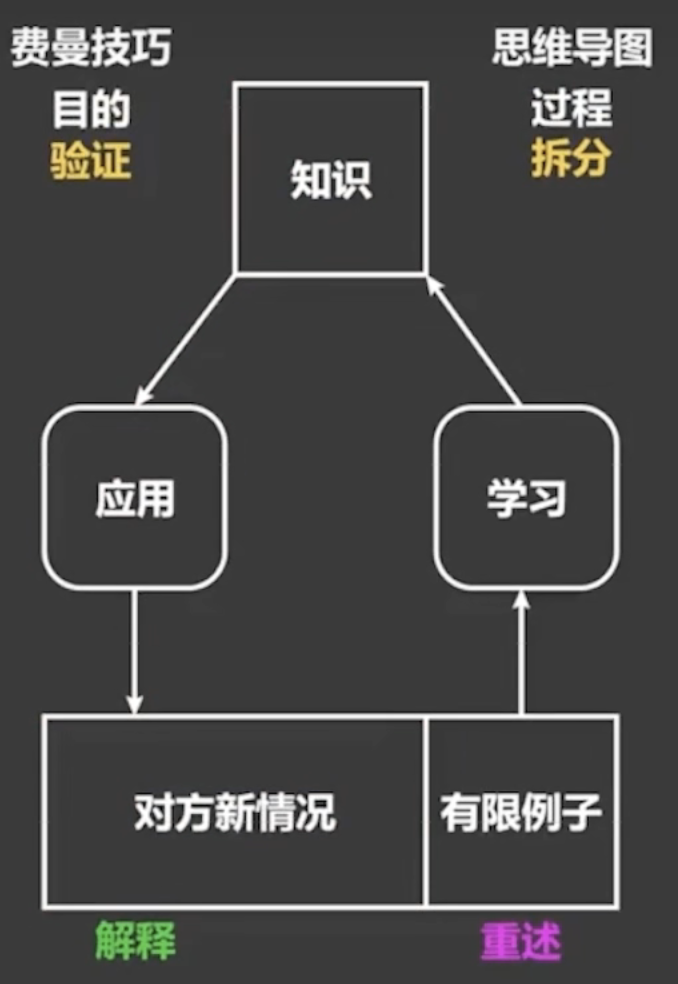 费曼技巧
目的
验证
思维导图
过程
拆分
知识
应用
学习
对方新情况
有限例子
解释
重述